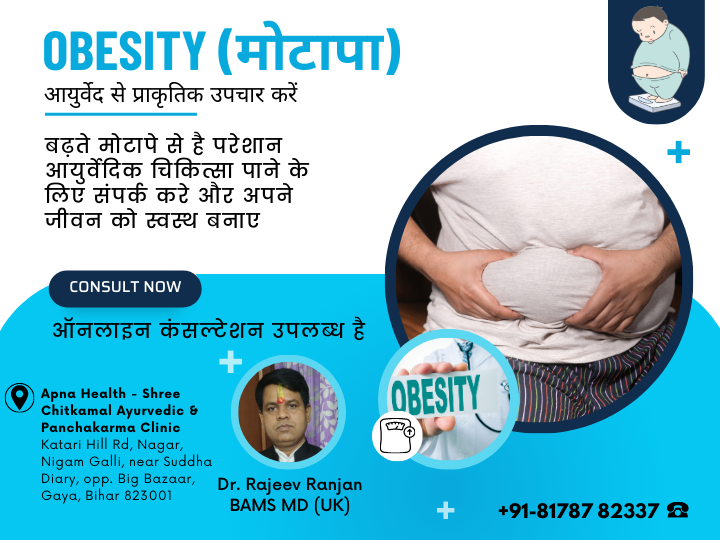 OBESITY (मोटापा)
आयुर्वेद से प्राकृतिक उपचार करें
बढ़ते मोटापे से है परेशान
आयुर्वेदिक चिकित्सा पाने के
लिए संपर्क करे और अपने
जीवन को स्वस्थ बनाए
CONSULT NOW
ऑनलाइन कंसल्टेशन उपलब्ध है
OBESITY
Apna Health - Shree
Chitkamal Ayurvedic &
Panchakarma Clinic
Katari Hill Rd, Nagar,
Nigam Galli, near Suddha
Diary, opp. Big Bazaar,
Gaya, Bihar 823001
Dr. Rajeev Ranjan
BAMS MD (UK)
+91-81787 82337